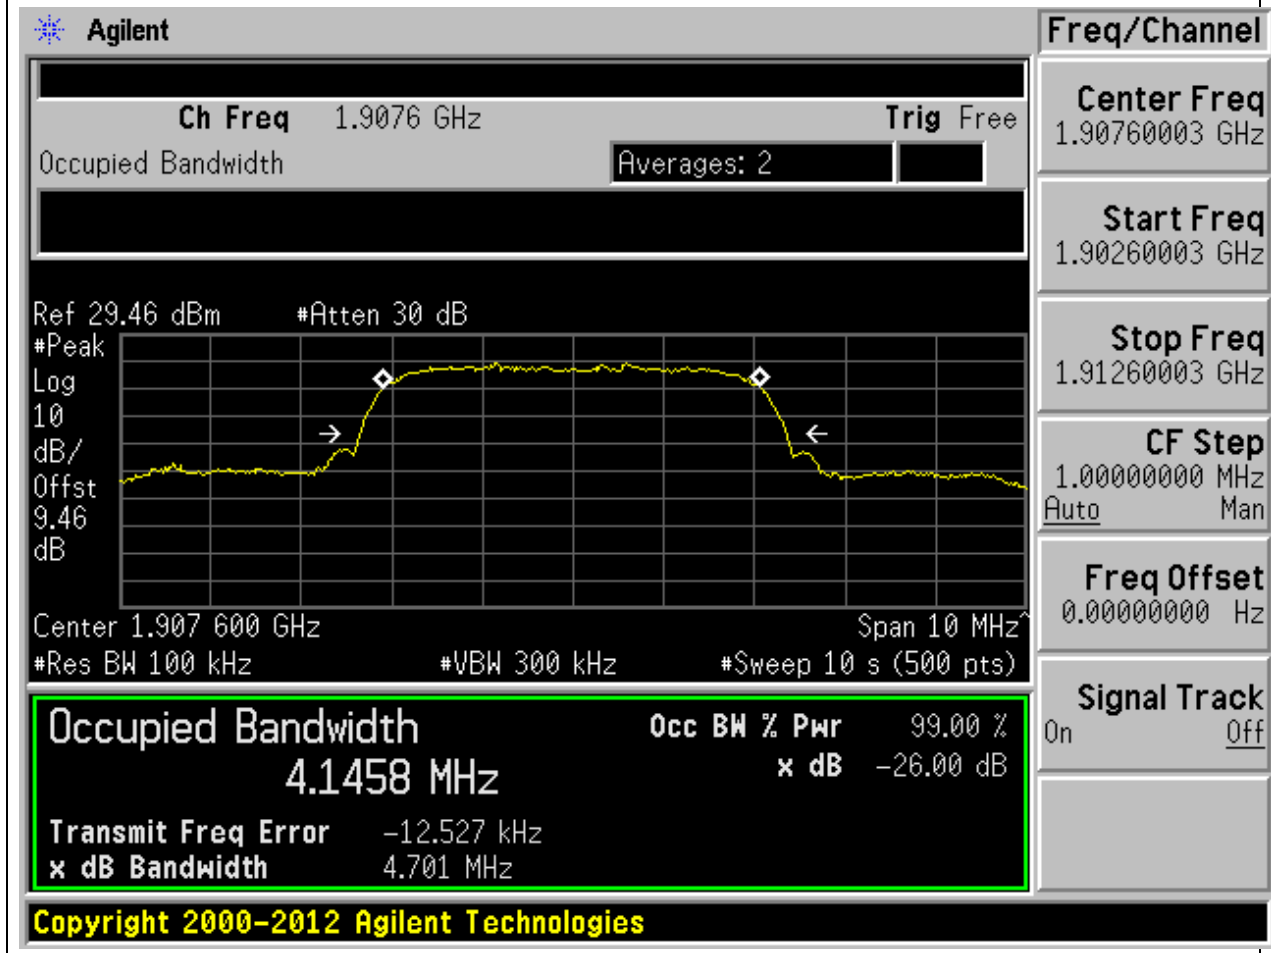 Agilent
Freq/Channel
Ch Freq 1.9076 GHz Trig Free
Occupied Bandwidth Averages: 2
Ref 29.46 dBm #Atten 30 dB
#Peak
Log
10
dB/
Offst
9.46
dB
Center 1.907 600 GHz Span 10 MHz^
#Res BW 100 kHz #VBW 300 kHz #Sweep 10 s (500 pts)
Occupied Bandwidth Occ BW % Pwr 99.00 %
4.1458 MHz x dB -26.00 dB
Transmit Freq Error -12.527 kHz
x dB Bandwidth 4.701 MHz
Center Freq
1.90760003 GHz
Start Freq
1.90260003 GHz
Stop Freq
1.91260003 GHz
CF Step
1.00000000 MHz
Auto Man
Freq Offset
0.00000000 Hz
Signal Track
On Off
Copyright 2000-2012 Agilent Technologies